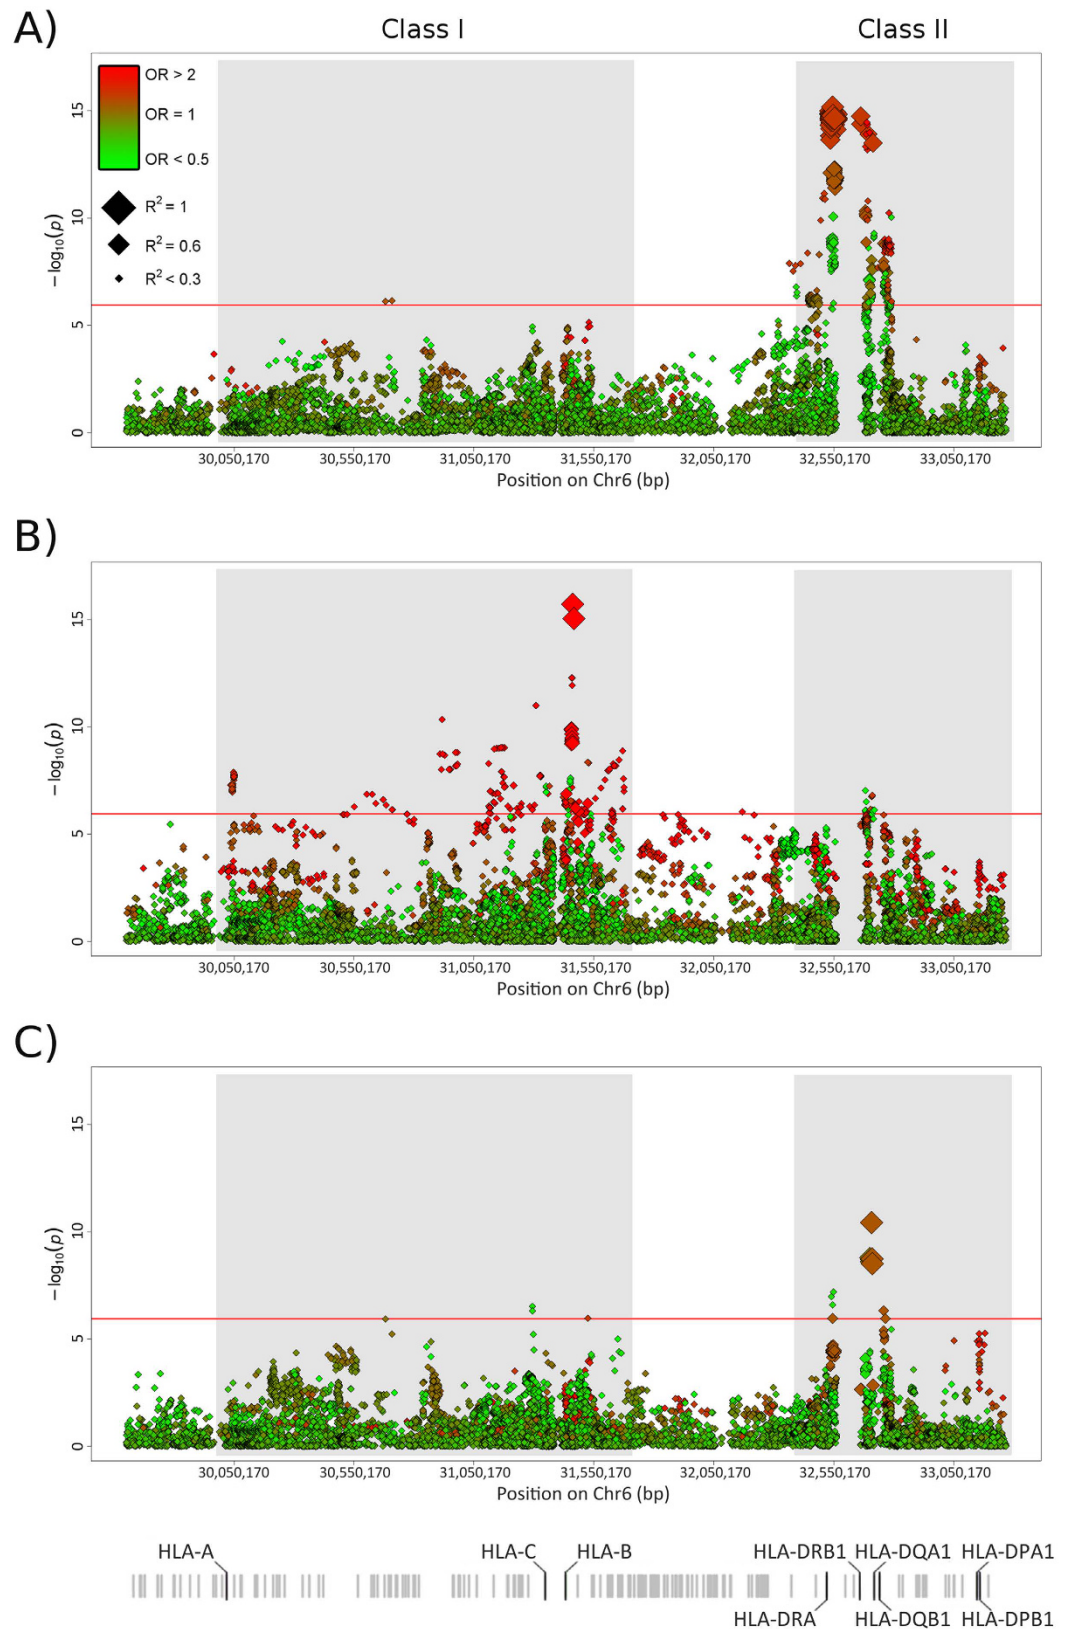 A)
Class I
Class II
OR > 2
OR = 1
OR < 0.5
R² = 1
R² = 0.6
R² < 0.3
−log₁₀(p)
15
10
5
0
30,050,170
30,550,170
31,050,170
31,550,170
32,050,170
32,550,170
33,050,170
Position on Chr6 (bp)
B)
−log₁₀(p)
15
10
5
0
30,050,170
30,550,170
31,050,170
31,550,170
32,050,170
32,550,170
33,050,170
Position on Chr6 (bp)
C)
−log₁₀(p)
15
10
5
0
30,050,170
30,550,170
31,050,170
31,550,170
32,050,170
32,550,170
33,050,170
Position on Chr6 (bp)
HLA-A
HLA-C
HLA-B
HLA-DRB1
HLA-DQA1
HLA-DPA1
HLA-DRA
HLA-DQB1
HLA-DPB1